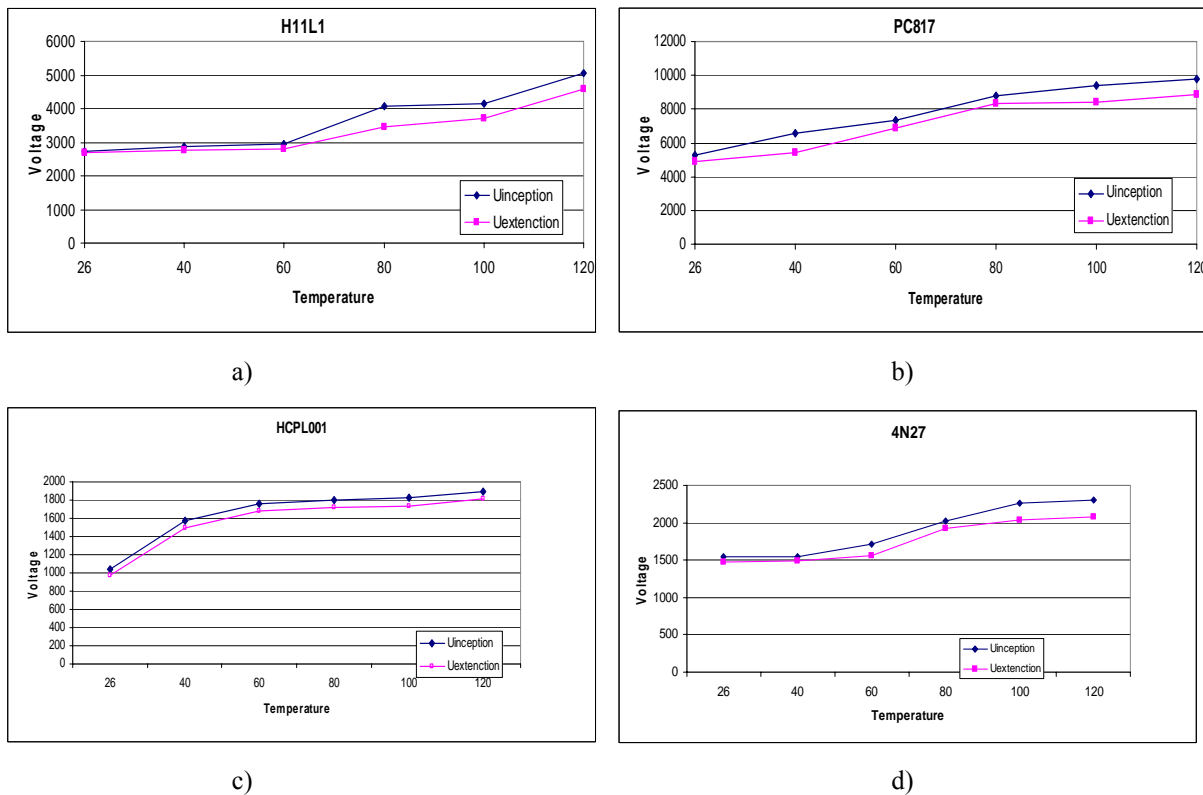 H11L1
6000
5000
4000
3000
2000
1000
0
Voltage
26 40 60 80 100 120
Temperature
Uinception
Uextenction
a)
PC817
12000
10000
8000
6000
4000
2000
0
Voltage
26 40 60 80 100 120
Temperature
Uinception
Uextenction
b)
HCPL001
2000
1800
1600
1400
1200
1000
800
600
400
200
0
Voltage
26 40 60 80 100 120
Temperature
Uinception
Uextenction
c)
4N27
2500
2000
1500
1000
500
0
Voltage
26 40 60 80 100 120
Temperature
Uinception
Uextenction
d)